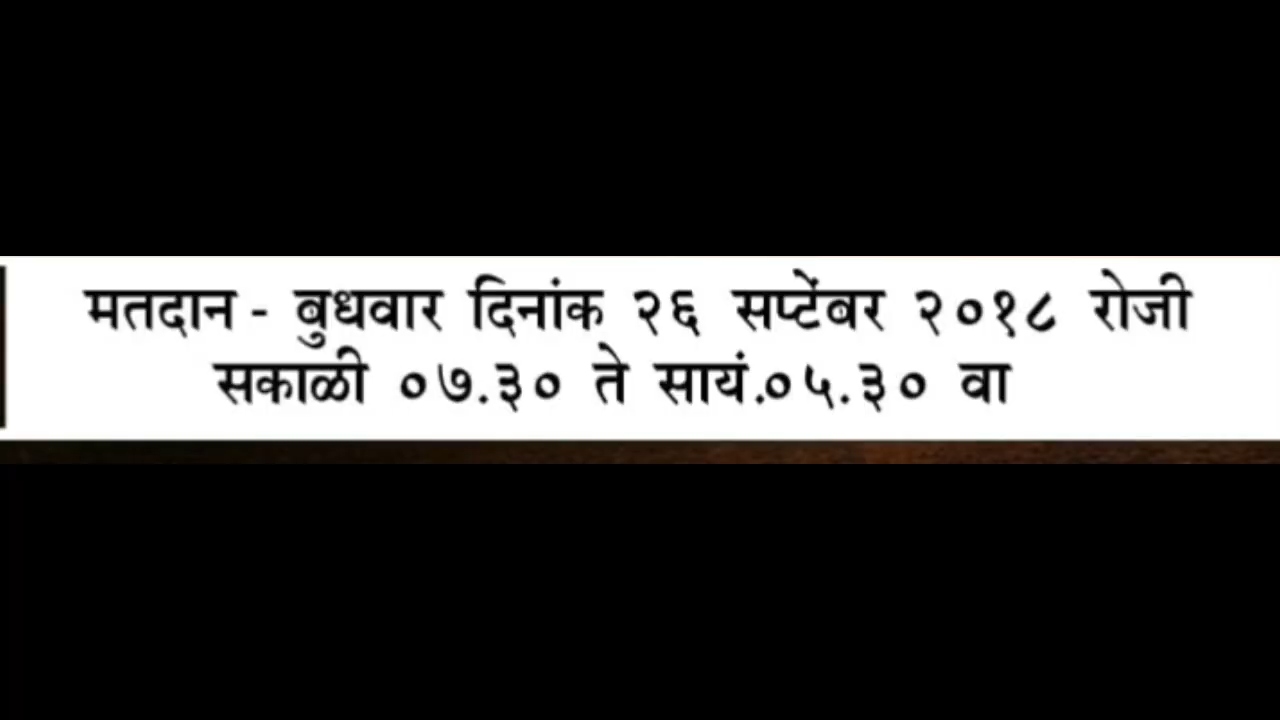 मतदान - बुधवार दिनांक २६ सप्टेंबर २०१८ रोजी
सकाळी ०७.३० ते सायं.०५.३० वा